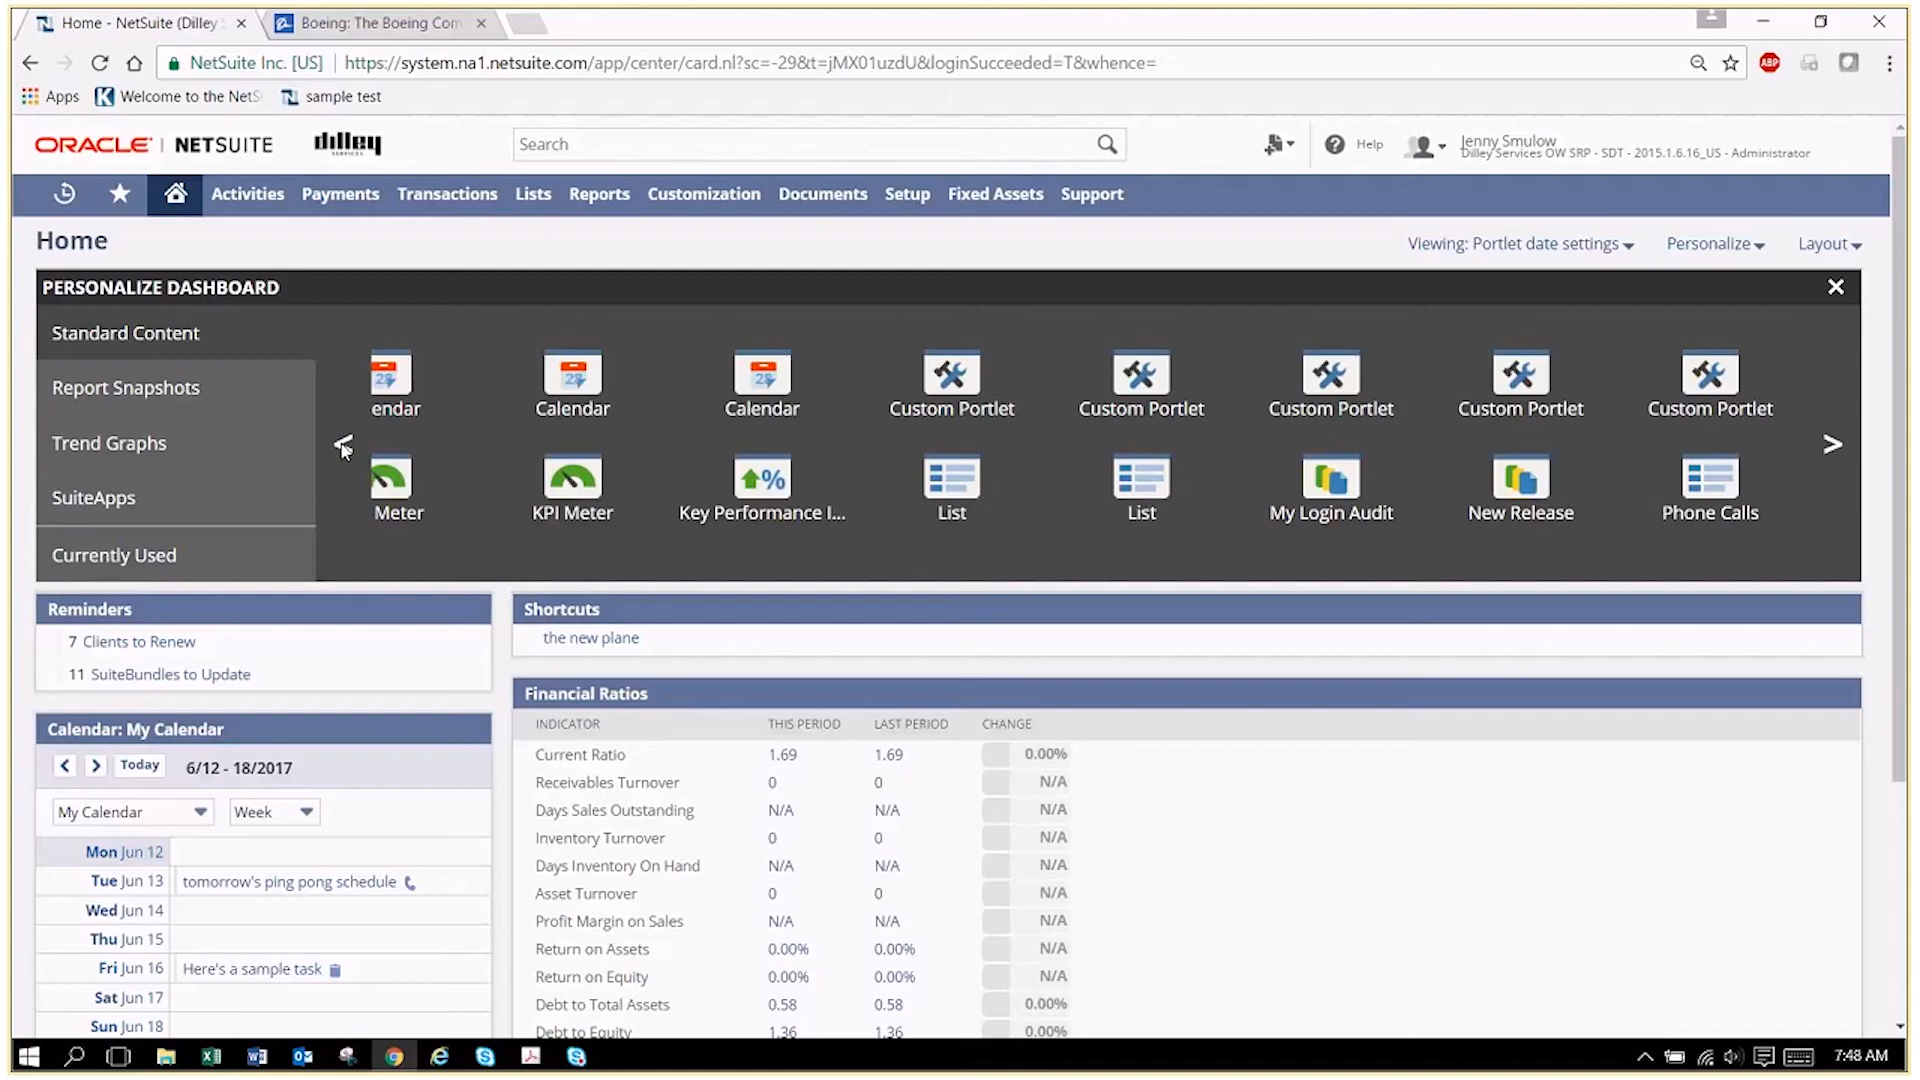 Home - NetSuite (Dilley S
Boeing: The Boeing Com
NetSuite Inc. [US]
https://system.na1.netsuite.com/app/center/card.nl?sc=-29&t=jMX01uzdU&loginSucceeded=T&whence=
ABP
Apps
Welcome to the NetS
sample test
ORACLE NETSUITE
dilley
SERVICES
Search
Help
Jenny Smulow
Dilley Services OW SRP - SDT - 2015.1.6.16_US - Administrator
Activities Payments Transactions Lists Reports Customization Documents Setup Fixed Assets Support
Home
Viewing: Portlet date settings
Personalize
Layout
PERSONALIZE DASHBOARD
Standard Content
Report Snapshots
Trend Graphs
SuiteApps
Currently Used
endar
Calendar
Calendar
Custom Portlet
Custom Portlet
Custom Portlet
Custom Portlet
Custom Portlet
Meter
KPI Meter
Key Performance I...
List
List
My Login Audit
New Release
Phone Calls
Reminders
7 Clients to Renew
11 SuiteBundles to Update
Calendar: My Calendar
Today
6/12 - 18/2017
My Calendar
Week
Mon Jun 12
Tue Jun 13 tomorrow's ping pong schedule
Wed Jun 14
Thu Jun 15
Fri Jun 16 Here's a sample task
Sat Jun 17
Sun Jun 18
Shortcuts
the new plane
Financial Ratios
INDICATOR THIS PERIOD LAST PERIOD CHANGE
Current Ratio 1.69 1.69 0.00%
Receivables Turnover 0 0 N/A
Days Sales Outstanding N/A N/A N/A
Inventory Turnover 0 0 N/A
Days Inventory On Hand N/A N/A N/A
Asset Turnover 0 0 N/A
Profit Margin on Sales N/A N/A N/A
Return on Assets 0.00% 0.00% N/A
Return on Equity 0.00% 0.00% N/A
Debt to Total Assets 0.58 0.58 0.00%
Debt to Equity 1.36 1.36 0.00%
7:48 AM